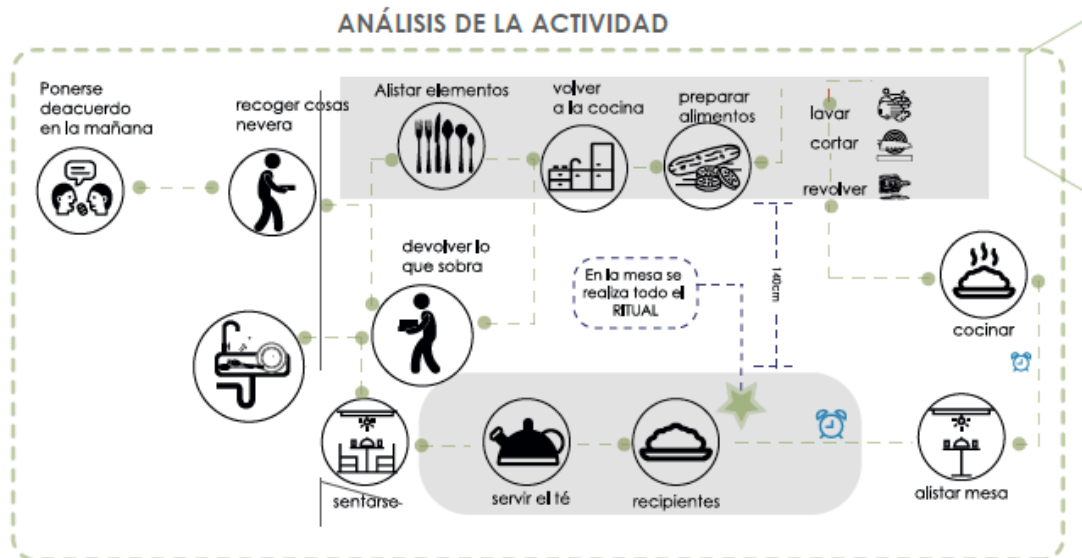 ANÁLISIS DE LA ACTIVIDAD
Ponerse
deacuerdo
en la mañana
recoger cosas
nevera
Alistar elementos
volver
a la cocina
preparar
alimentos
lavar
cortar
revolver
devolver lo
que sobra
En la mesa se
realiza todo el
RITUAL
140cm
cocinar
sentarse
servir el té
recipientes
alistar mesa